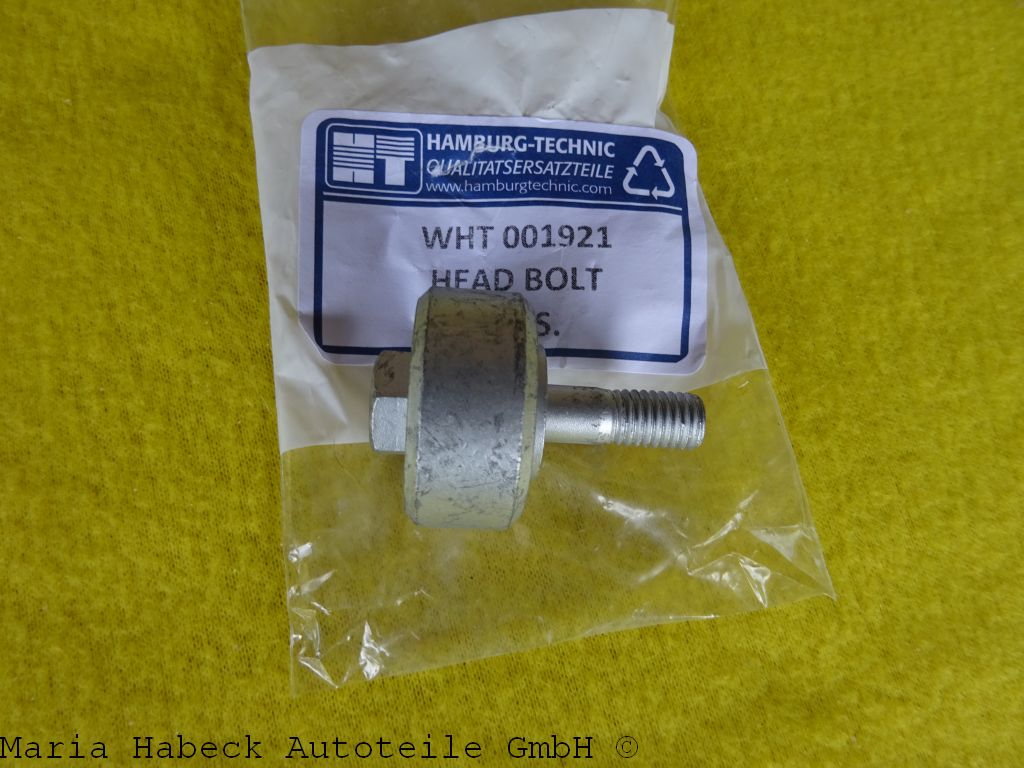 HT
HAMBURG-TECHNIC
QUALITATSERSATZTEILE
www.hamburgtechnic.com
WHT 001921
HEAD BOLT
S.
Maria Habeck Autoteile GmbH ©